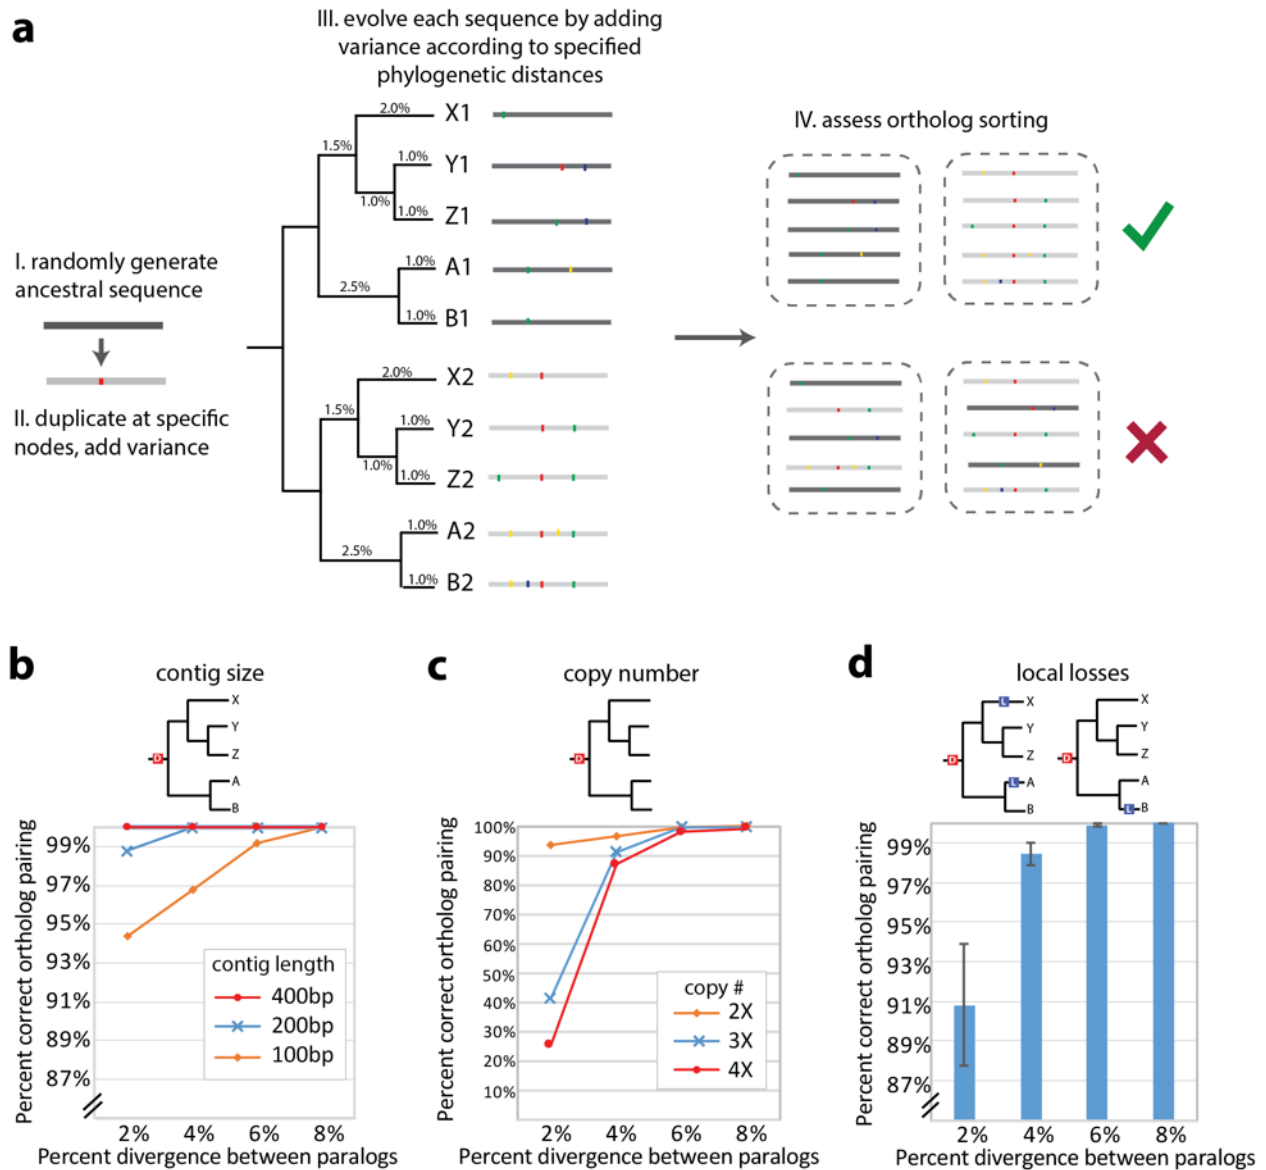 a
III. evolve each sequence by adding
variance according to specified
phylogenetic distances
I. randomly generate
ancestral sequence
II. duplicate at specific
nodes, add variance
2.0%
X1
1.5%
1.0%
Y1
1.0%
1.0%
Z1
1.0%
A1
2.5%
1.0%
B1
2.0%
X2
1.5%
1.0%
Y2
1.0%
1.0%
Z2
1.0%
A2
2.5%
1.0%
B2
IV. assess ortholog sorting
b
contig size
D
X
Y
Z
A
B
Percent correct ortholog pairing
99%
97%
95%
93%
91%
89%
87%
contig length
400bp
200bp
100bp
2% 4% 6% 8%
Percent divergence between paralogs
c
copy number
D
Percent correct ortholog pairing
100%
90%
80%
70%
60%
50%
40%
30%
20%
10%
copy #
2X
3X
4X
2% 4% 6% 8%
Percent divergence between paralogs
d
local losses
D
L
X
Y
Z
L
A
B
D
X
Y
Z
A
L
B
Percent correct ortholog pairing
99%
97%
95%
93%
91%
89%
87%
2% 4% 6% 8%
Percent divergence between paralogs